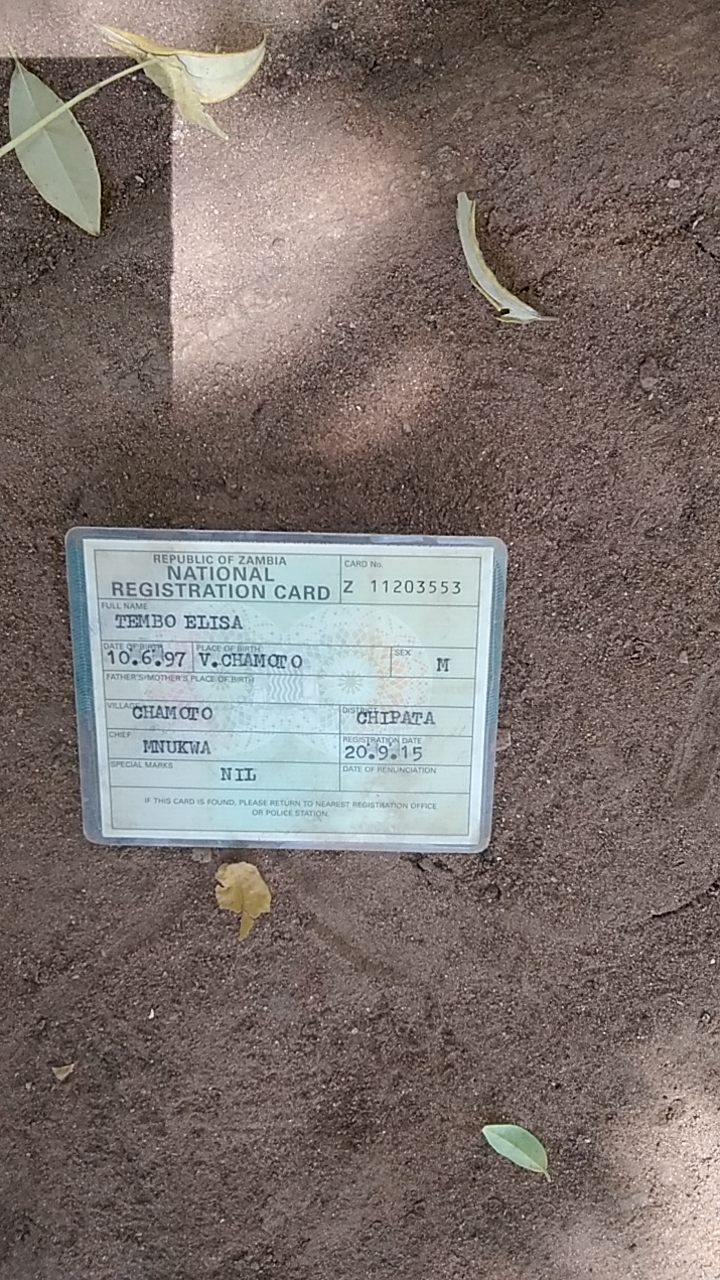 REPUBLIC OF ZAMBIA
NATIONAL
REGISTRATION CARD
CARD No.
Z 11203553
FULL NAME
TEMBO ELISA
DATE OF BIRTH
10.6.97
PLACE OF BIRTH
V.CHAMOTO
SEX
M
FATHER'S/MOTHER'S PLACE OF BIRTH
VILLAGE
CHAMOTO
DISTRICT
CHIPATA
CHIEF
MNUKWA
REGISTRATION DATE
20.9.15
SPECIAL MARKS
NIL
DATE OF RENUNCIATION
IF THIS CARD IS FOUND, PLEASE RETURN TO NEAREST REGISTRATION OFFICE
OR POLICE STATION.